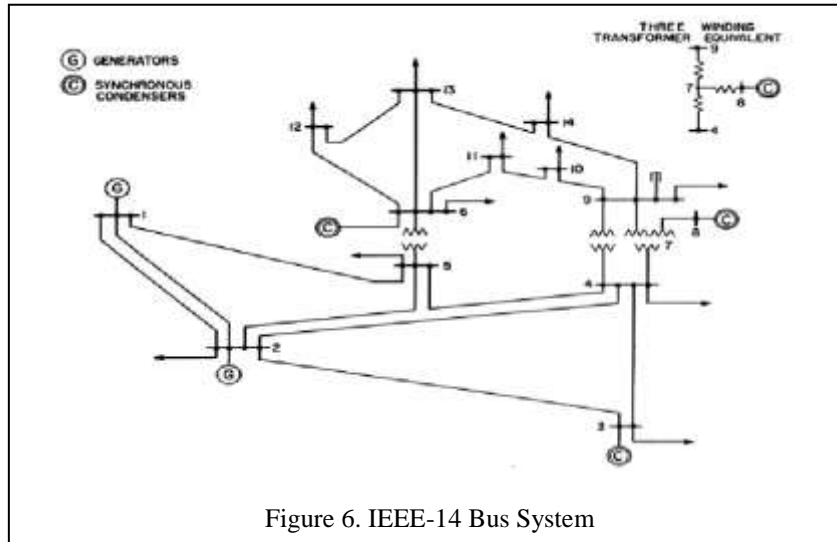 THREE WINDING
TRANSFORMER EQUIVALENT
9
G GENERATORS
C SYNCHRONOUS
CONDENSERS
7
C
8
4
13
14
12
11
10
9
G
1
C
6
C
8
7
5
4
2
G
3
C
Figure 6. IEEE-14 Bus System